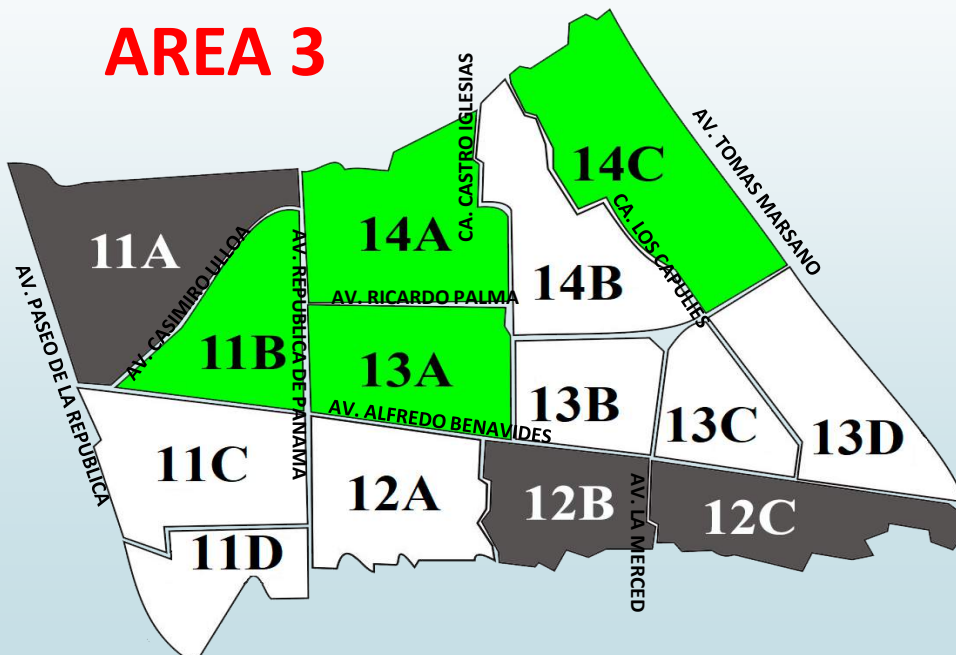 AREA 3
CA. CASTRO IGLESIAS
AV. TOMAS MARSANO
14C
CA. LOS CAPULIES
14A
11A
AV. CASIMIRO ULLOA
AV. REPUBLICA DE PANAMA
14B
AV. PASEO DE LA REPUBLICA
AV. RICARDO PALMA
11B
13A
AV. ALFREDO BENAVIDES
13B
13C
13D
11C
12A
12B
AV. LA MERCED
12C
11D